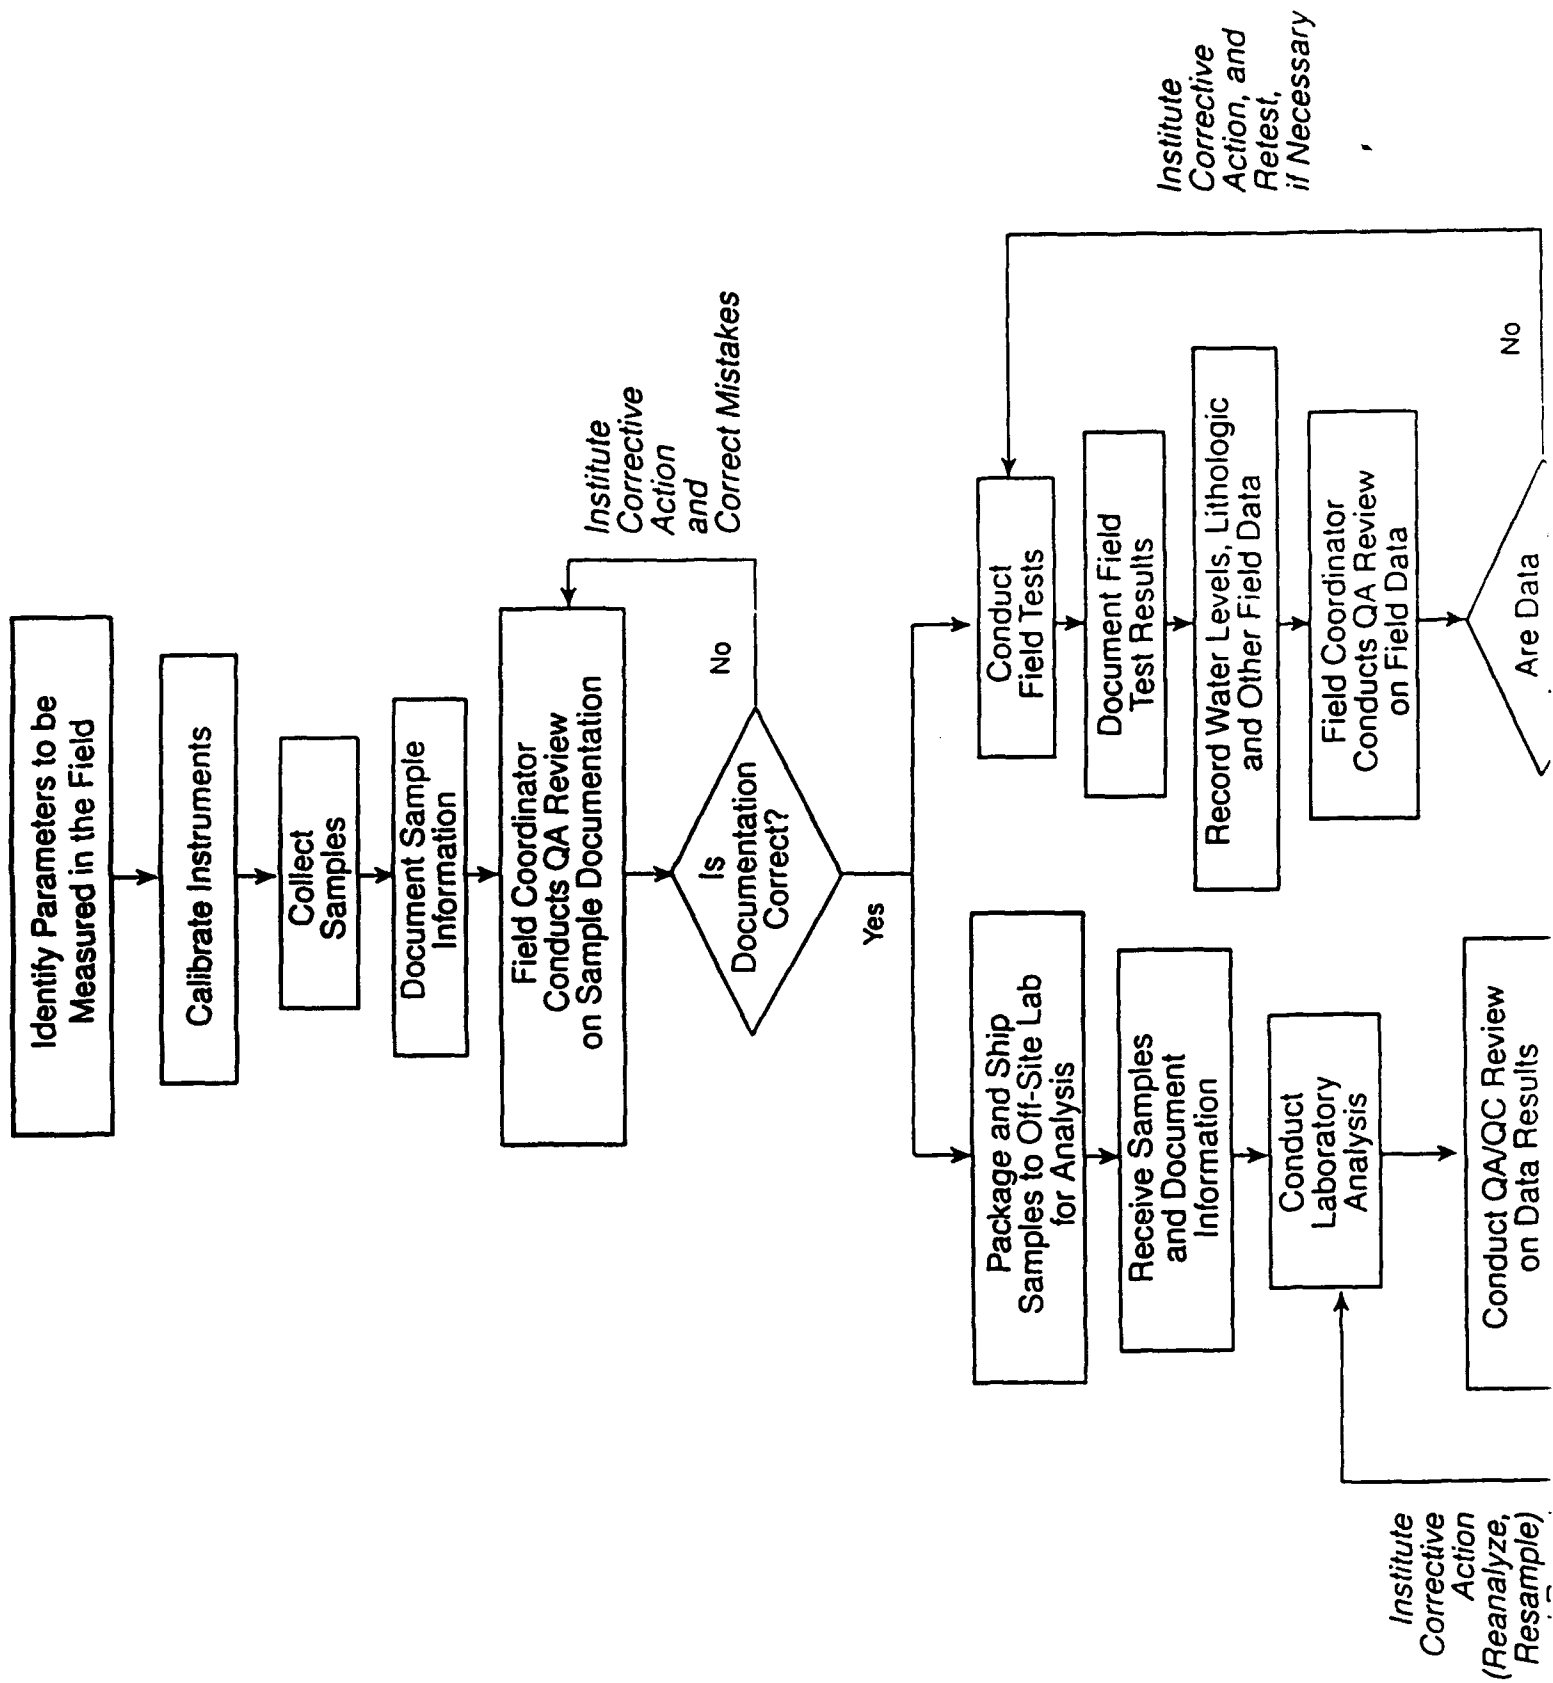 Identify Parameters to be
Measured in the Field
Calibrate Instruments
Collect
Samples
Document Sample
Information
Field Coordinator
Conducts QA Review
on Sample Documentation
Institute
Corrective
Action
and
Correct Mistakes
No
Is
Documentation
Correct?
Yes
Package and Ship
Samples to Off-Site Lab
for Analysis
Receive Samples
and Document
Information
Conduct
Laboratory
Analysis
Conduct QA/QC Review
on Data Results
Institute
Corrective
Action
(Reanalyze,
Resample)
Conduct
Field Tests
Document Field
Test Results
Record Water Levels, Lithologic
and Other Field Data
Field Coordinator
Conducts QA Review
on Field Data
Are Data
No
Institute
Corrective
Action, and
Retest,
if Necessary